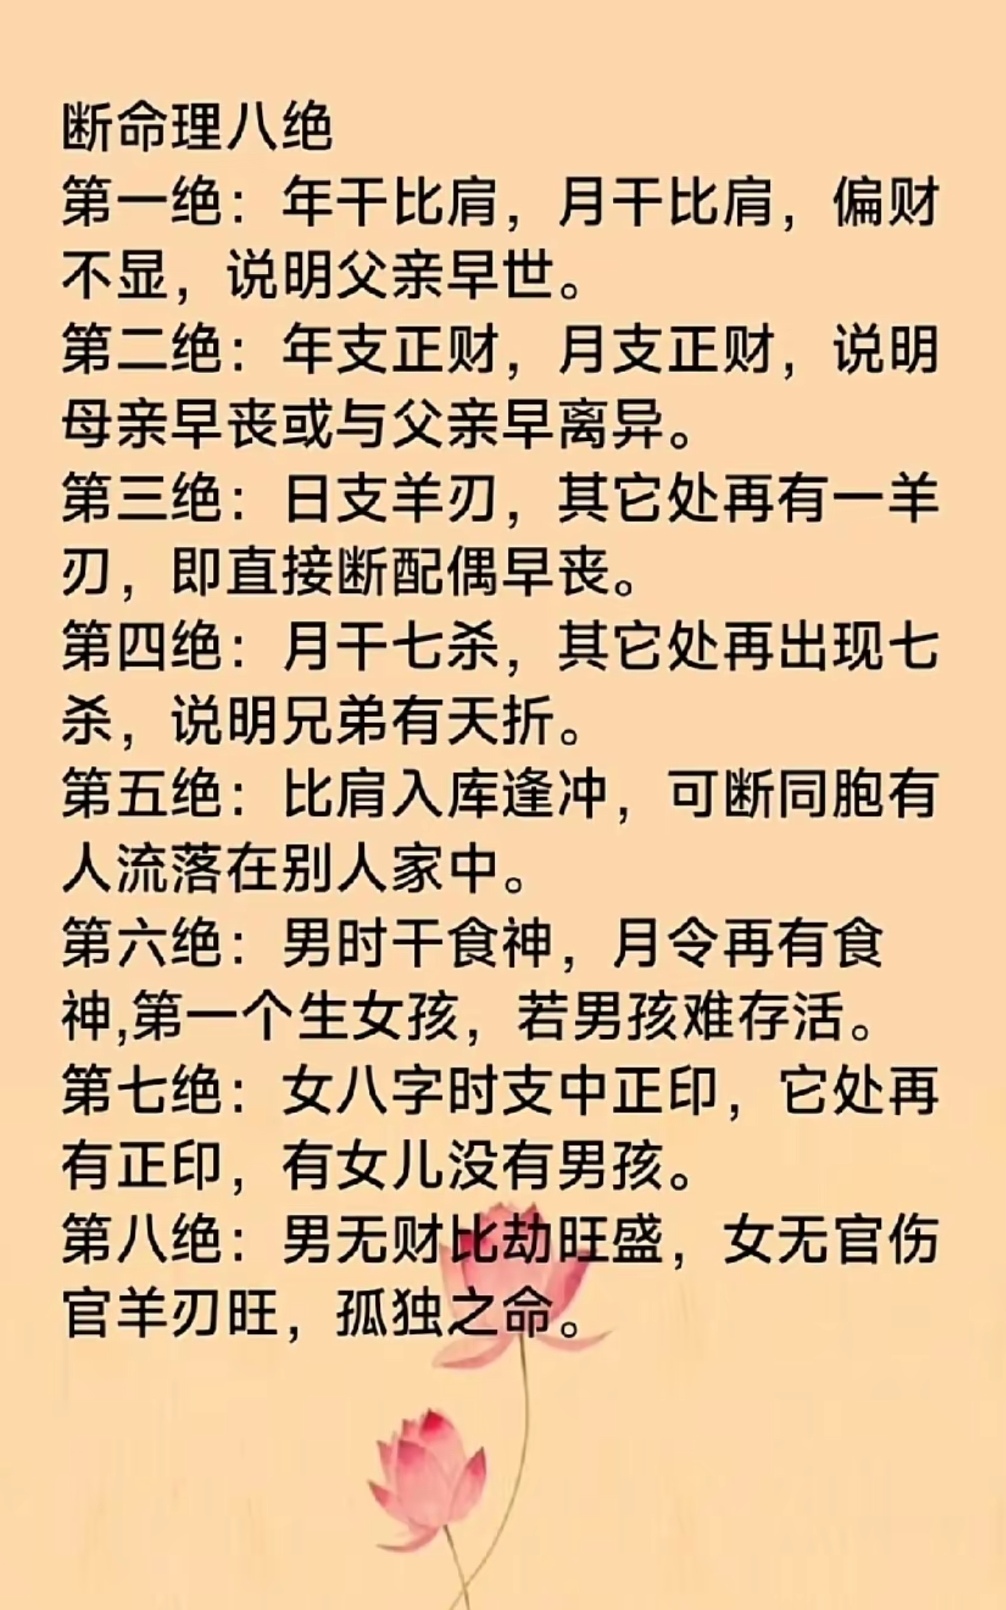 断命理八绝
第一绝：年干比肩，月干比肩，偏财
不显，说明父亲早世。
第二绝：年支正财，月支正财，说明
母亲早丧或与父亲早离异。
第三绝：日支羊刃，其它处再有一羊
刃，即直接断配偶早丧。
第四绝：月干七杀，其它处再出现七
杀，说明兄弟有天折。
第五绝：比肩入库逢冲，可断同胞有
人流落在别人家中。
第六绝：男时干食神，月令再有食
神,第一个生女孩，若男孩难存活。
第七绝：女八字时支中正印，它处再
有正印，有女儿没有男孩。
第八绝：男无财比劫旺盛，女无官伤
官羊刃旺，孤独之命。